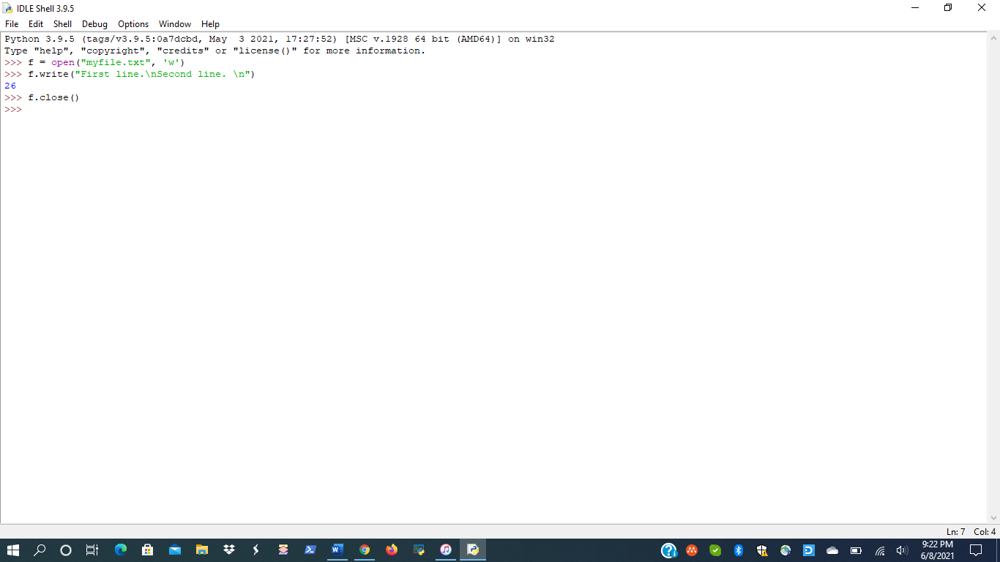 IDLE Shell 3.9.5
File Edit Shell Debug Options Window Help
Python 3.9.5 (tags/v3.9.5:0a7dcbd, May  3 2021, 17:27:52) [MSC v.1928 64 bit (AMD64)] on win32
Type "help", "copyright", "credits" or "license()" for more information.
>>> f = open("myfile.txt", 'w')
>>> f.write("First line.\nSecond line. \n")
26
>>> f.close()
>>>
Ln: 7 Col: 4
9:22 PM
6/8/2021